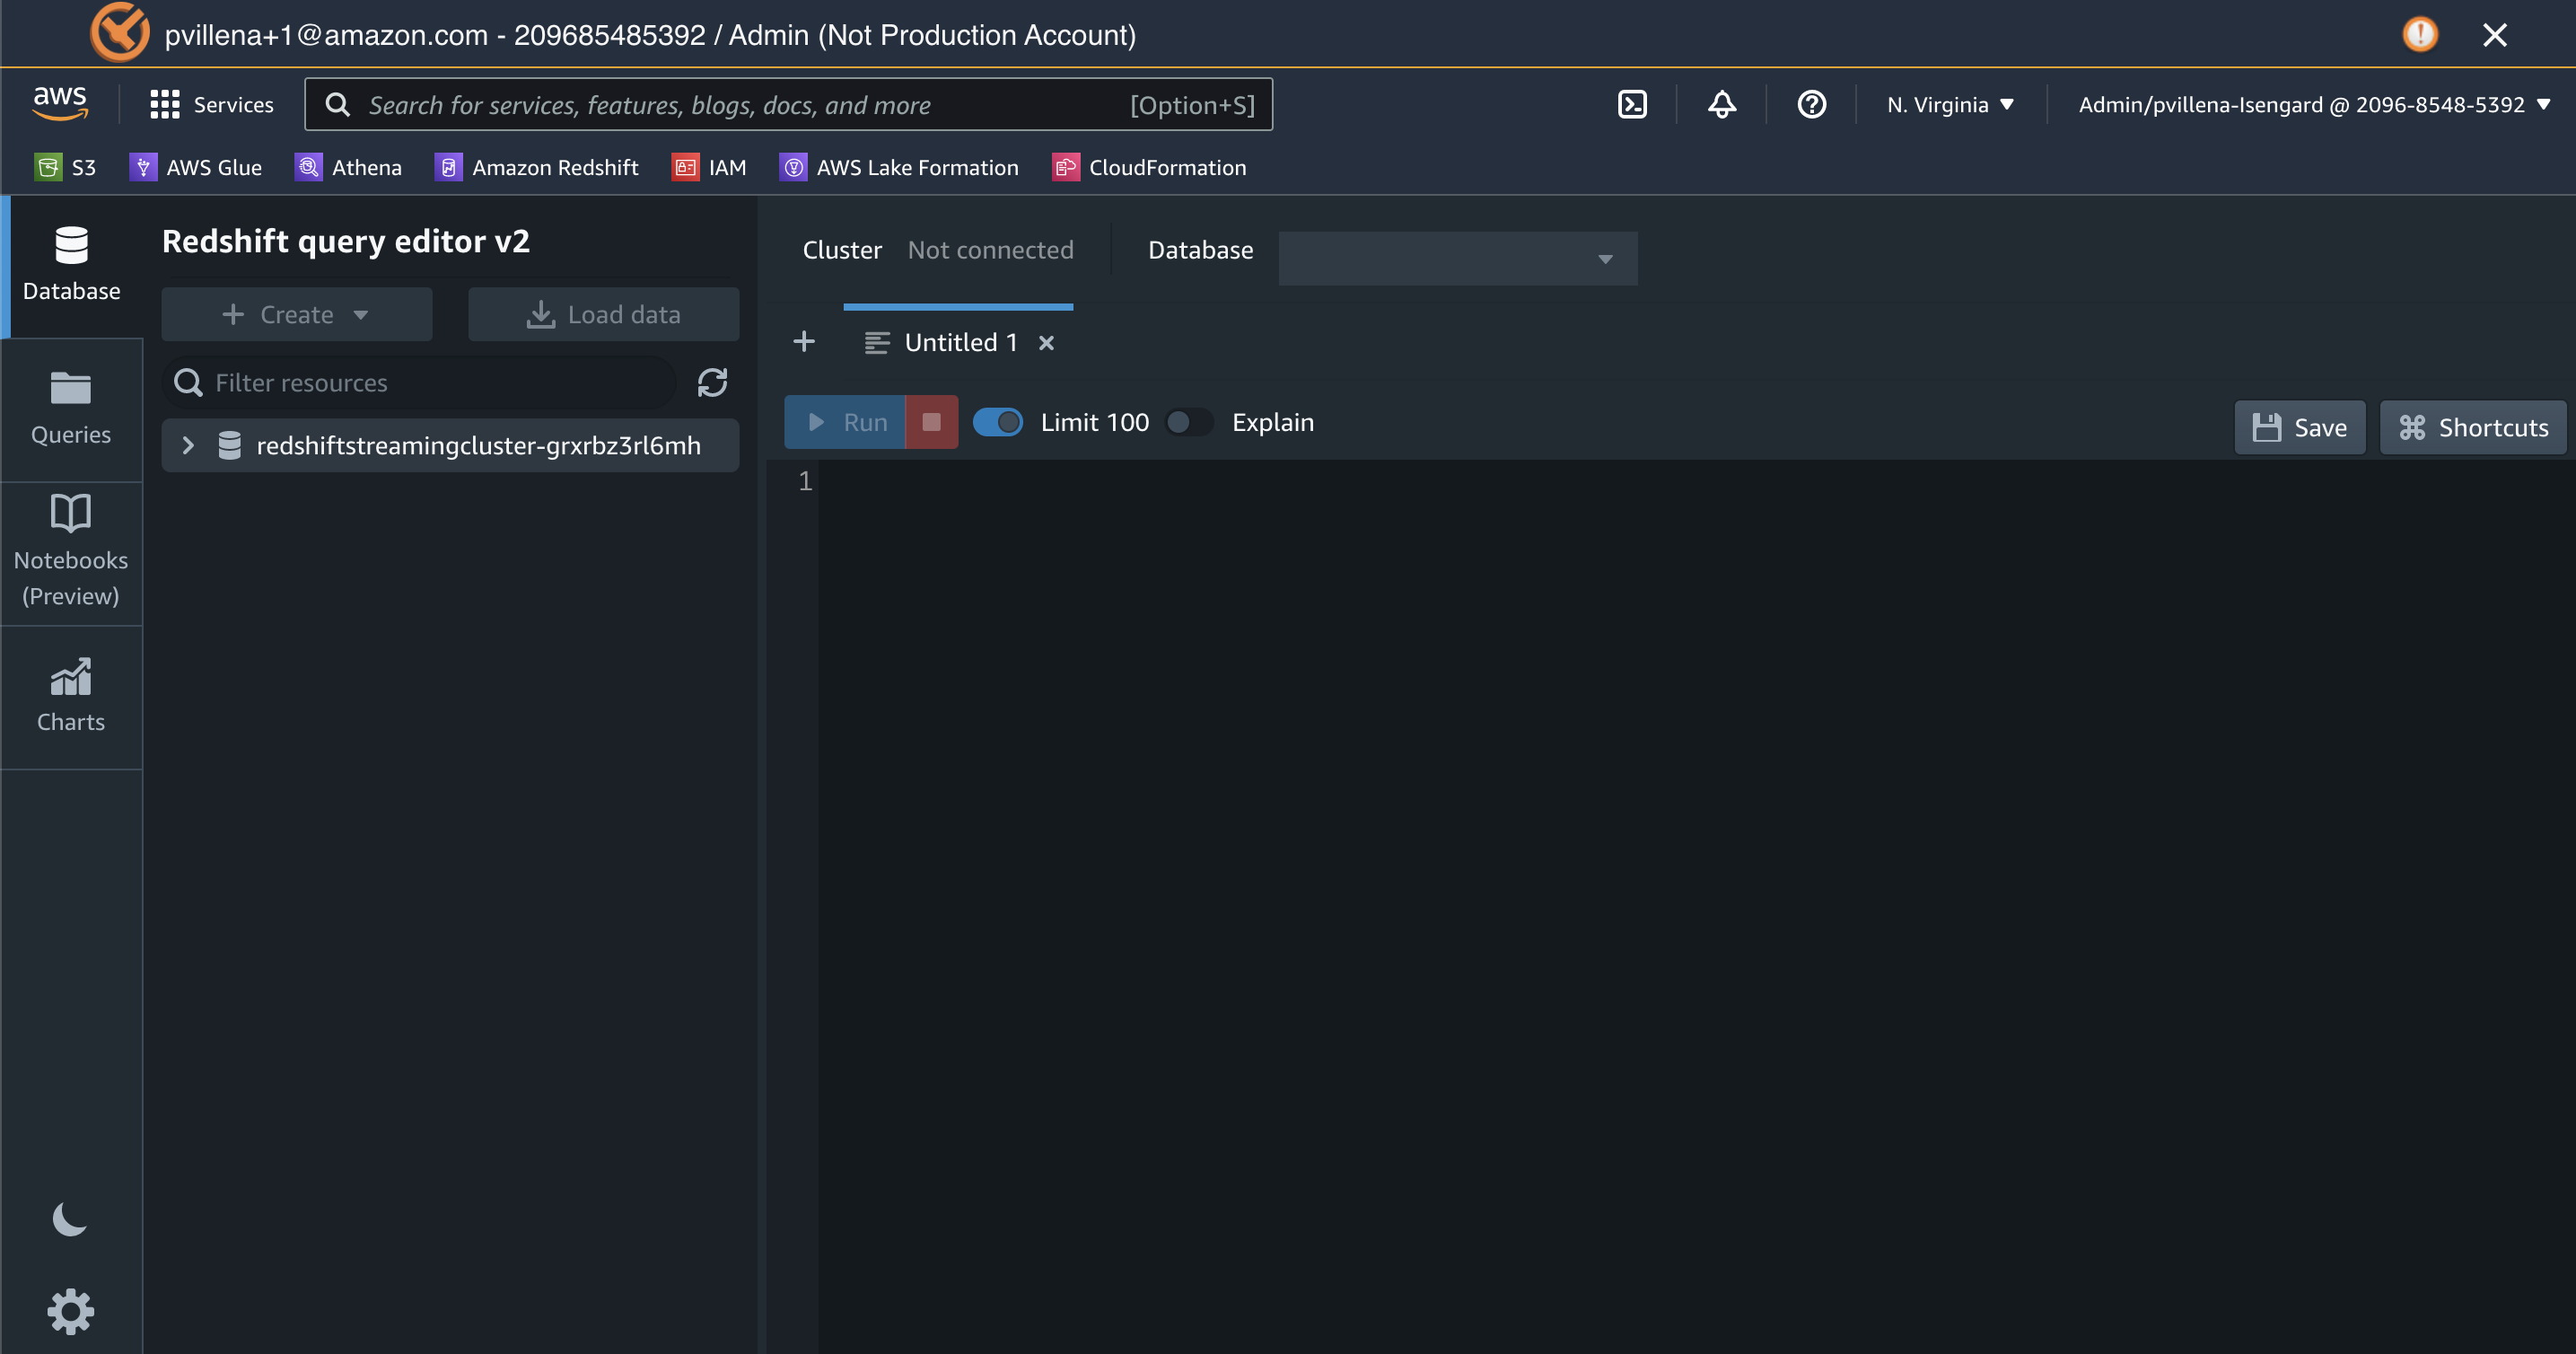 pvillena+1@amazon.com - 209685485392 / Admin (Not Production Account)
aws
Services
Search for services, features, blogs, docs, and more
[Option+S]
N. Virginia
Admin/pvillena-Isengard @ 2096-8548-5392
S3
AWS Glue
Athena
Amazon Redshift
IAM
AWS Lake Formation
CloudFormation
Database
Queries
Notebooks
(Preview)
Charts
Redshift query editor v2
Create
Load data
Filter resources
redshiftstreamingcluster-grxrbz3rl6mh
Cluster
Not connected
Database
Untitled 1
Run
Limit 100
Explain
Save
Shortcuts
1